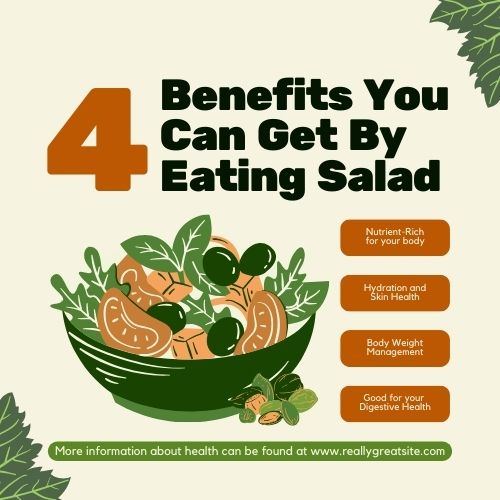 4
Benefits You
Can Get By
Eating Salad
Nutrient-Rich
for your body
Hydration and
Skin Health
Body Weight
Management
Good for your
Digestive Health
More information about health can be found at www.reallygreatsite.com